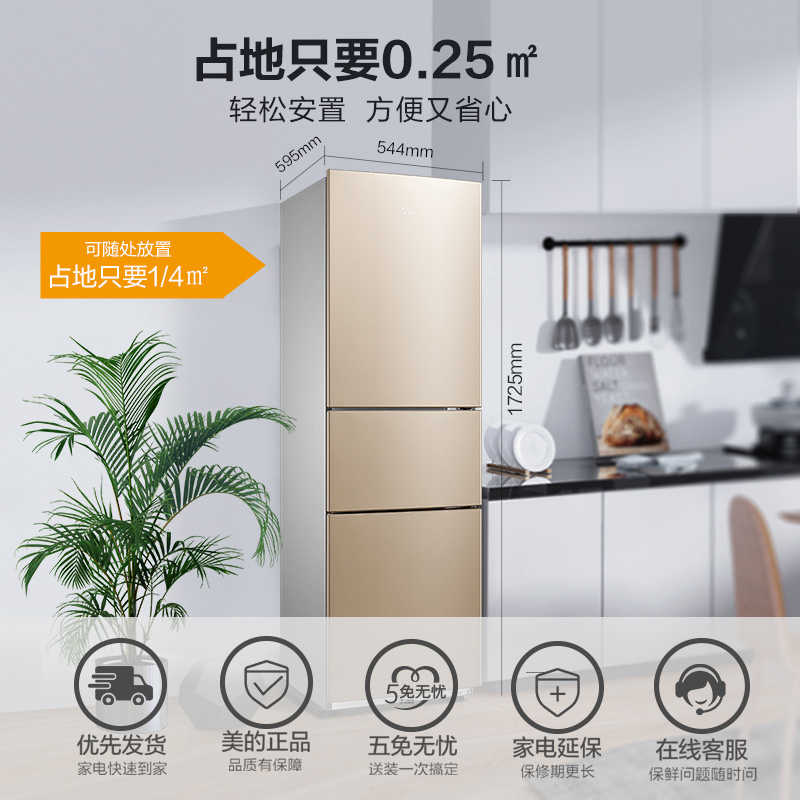 占地只要0.25㎡
轻松安置 方便又省心
595mm
544mm
可随处放置
占地只要1/4㎡
1725mm
FLOUR
SALT
5免无忧
优先发货
家电快速到家
美的正品
品质有保障
五免无忧
送装一次搞定
家电延保
保修期更长
在线客服
保鲜问题随时问